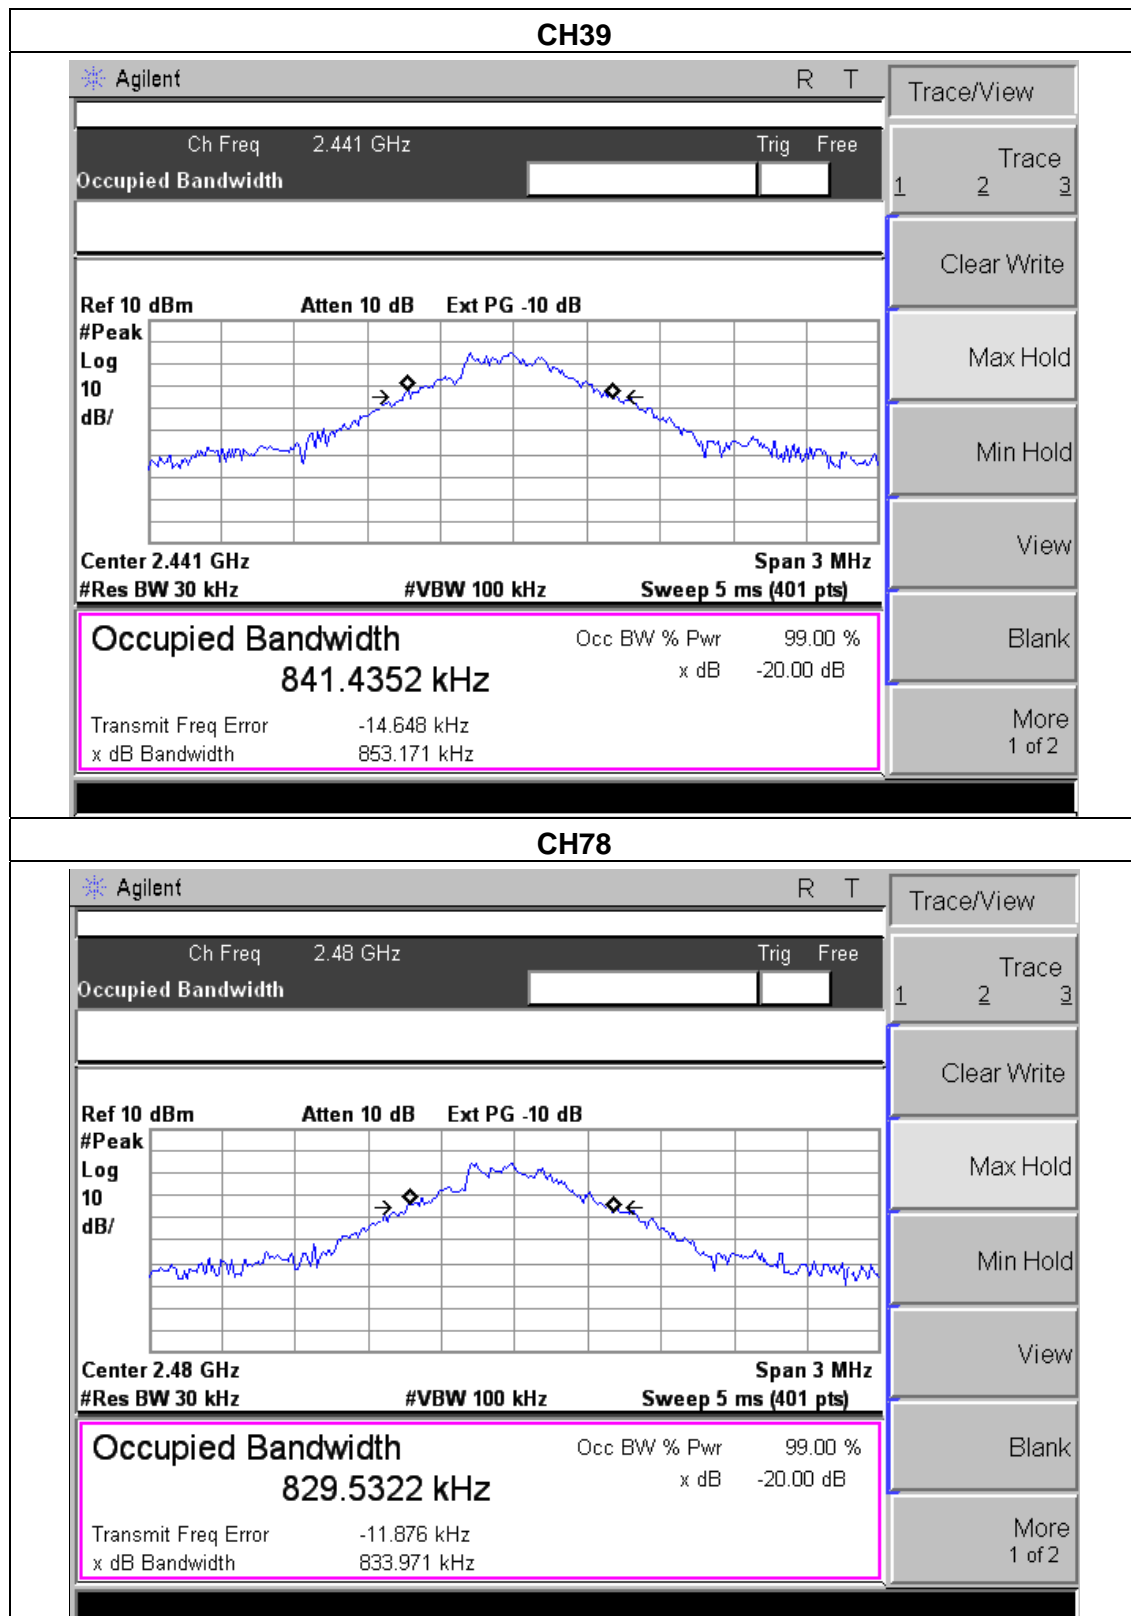 CH39
Agilent R T
Trace/View
Ch Freq 2.441 GHz Trig Free
Occupied Bandwidth
Trace
1 2 3
Clear Write
Ref 10 dBm Atten 10 dB Ext PG -10 dB
#Peak
Log
10
dB/
Max Hold
Min Hold
View
Center 2.441 GHz Span 3 MHz
#Res BW 30 kHz #VBW 100 kHz Sweep 5 ms (401 pts)
Occupied Bandwidth Occ BW % Pwr 99.00 %
841.4352 kHz x dB -20.00 dB
Blank
Transmit Freq Error -14.648 kHz
x dB Bandwidth 853.171 kHz
More
1 of 2
CH78
Agilent R T
Trace/View
Ch Freq 2.48 GHz Trig Free
Occupied Bandwidth
Trace
1 2 3
Clear Write
Ref 10 dBm Atten 10 dB Ext PG -10 dB
#Peak
Log
10
dB/
Max Hold
Min Hold
View
Center 2.48 GHz Span 3 MHz
#Res BW 30 kHz #VBW 100 kHz Sweep 5 ms (401 pts)
Occupied Bandwidth Occ BW % Pwr 99.00 %
829.5322 kHz x dB -20.00 dB
Blank
Transmit Freq Error -11.876 kHz
x dB Bandwidth 833.971 kHz
More
1 of 2